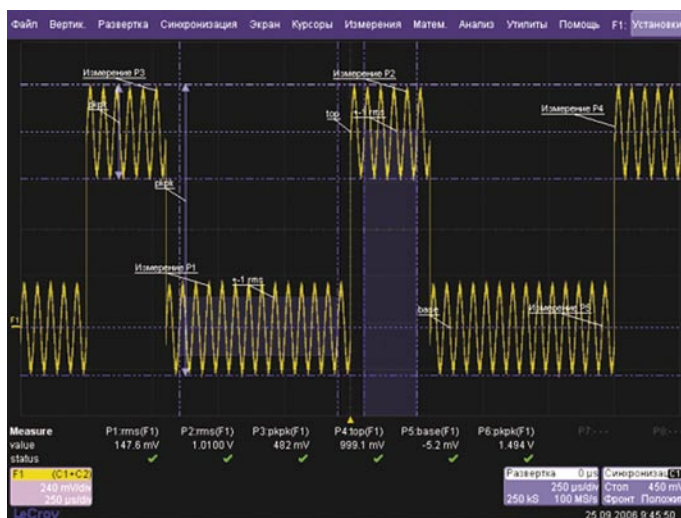 Файл Вертик. Развертка Синхронизация Экран Курсоры Измерения Матем. Анализ Утилиты Помощь F1: Установки
Измерение P3
Измерение P2
pkpk
top
+-1 rms
Измерение P4
pkpk
Измерение P1
+-1 rms
base
Измерение P5
F1
Measure P1:rms(F1) P2:rms(F1) P3:pkpk(F1) P4:top(F1) P5:base(F1) P6:pkpk(F1) P7:--- P8:---
value 147.6 mV 1.0100 V 482 mV 999.1 mV -5.2 mV 1.494 V
status
F1 (C1+C2)
240 mV/div
250 µs/div
Развертка 0 µs
250 µs/div
250 kS 100 MS/s
Синхронизац C1
Стоп 450 mV
Фронт Положи
LeCroy
25.09.2006 9:45:50